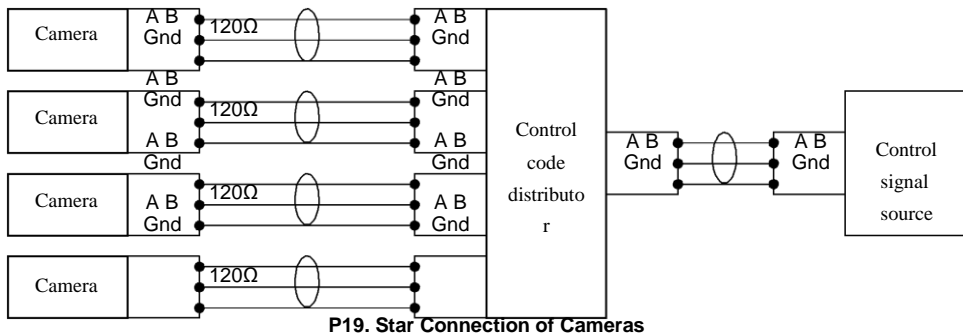 Camera
A B
Gnd
120Ω
A B
Gnd
A B
Gnd
A B
Gnd
Camera
120Ω
A B
Gnd
A B
Gnd
Camera
120Ω
A B
Gnd
A B
Gnd
Camera
120Ω
Control
code
distributo
r
A B
Gnd
A B
Gnd
Control
signal
source
P19. Star Connection of Cameras